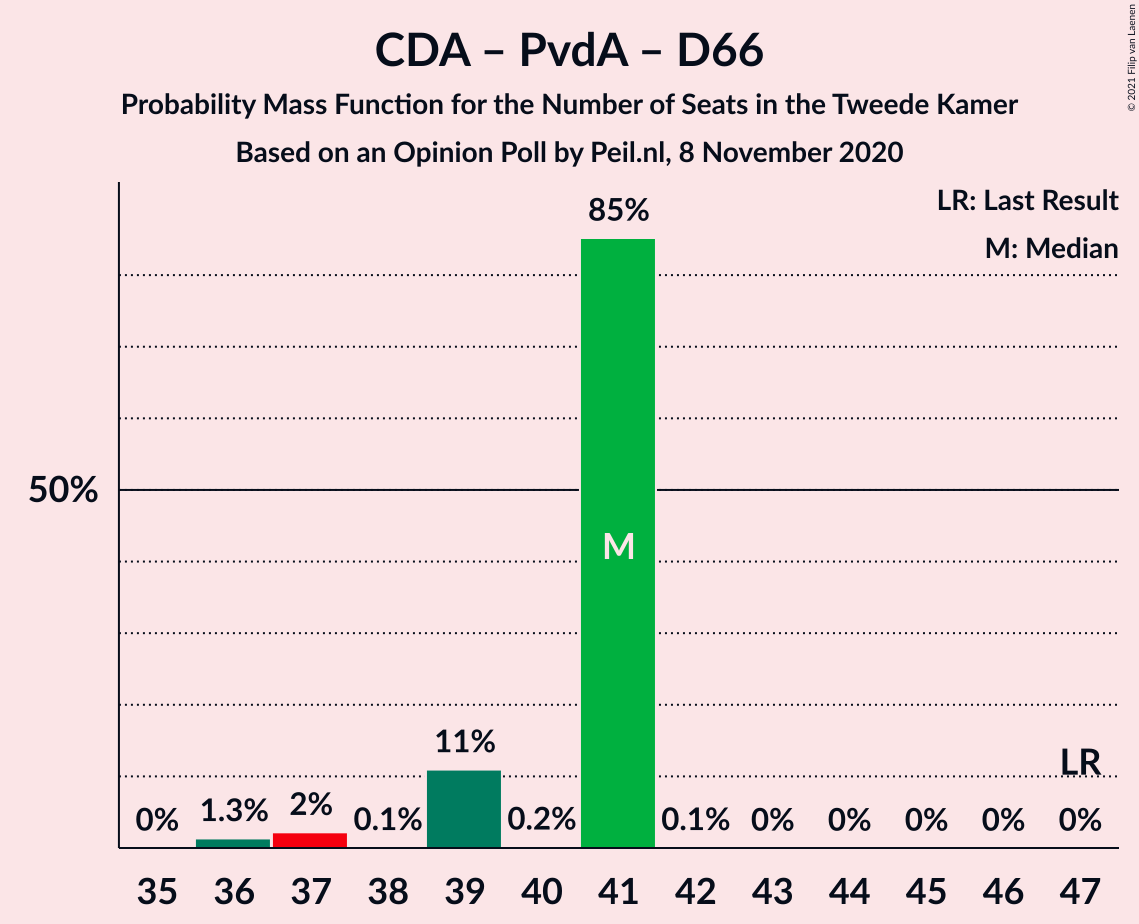 CDA – PvdA – D66
Probability Mass Function for the Number of Seats in the Tweede Kamer
Based on an Opinion Poll by Peil.nl, 8 November 2020
© 2021 Filip van Laenen
LR: Last Result
M: Median
85%
50%
M
11%
LR
0% 1.3% 2% 0.1% 0.2% 0.1% 0% 0% 0% 0% 0%
35 36 37 38 39 40 41 42 43 44 45 46 47